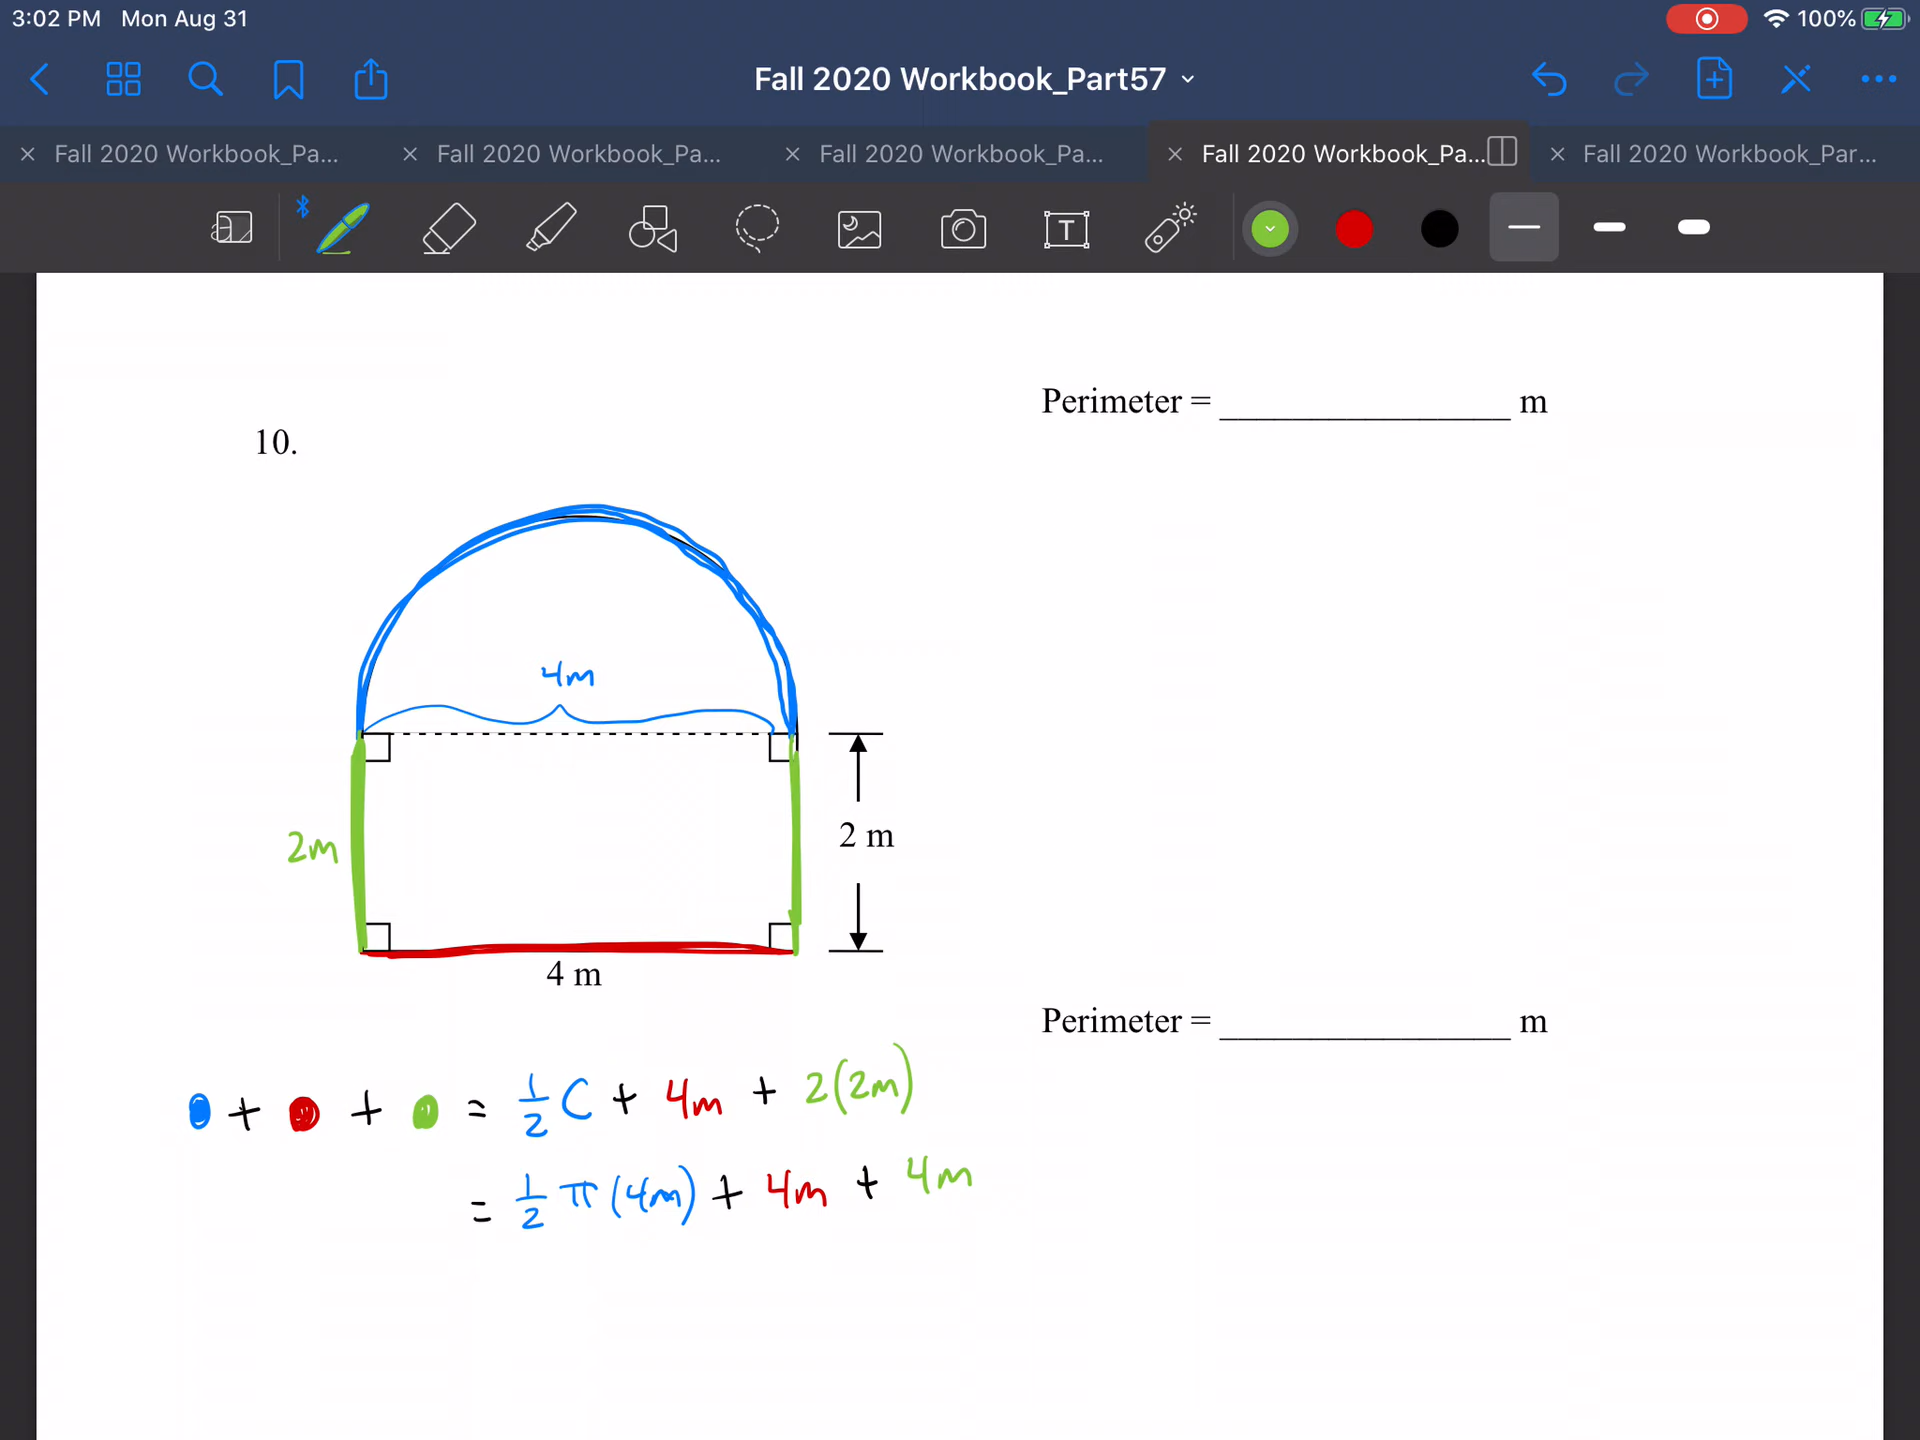 3:02 PM Mon Aug 31 100%
Fall 2020 Workbook_Part57
Fall 2020 Workbook_Pa... Fall 2020 Workbook_Pa... Fall 2020 Workbook_Pa... Fall 2020 Workbook_Pa... Fall 2020 Workbook_Par...
T
Perimeter = ________________ m
10.
4m
2m
2 m
4 m
Perimeter = ________________ m
+ + = 1/2 C + 4m + 2(2m)
= 1/2 π (4m) + 4m + 4m